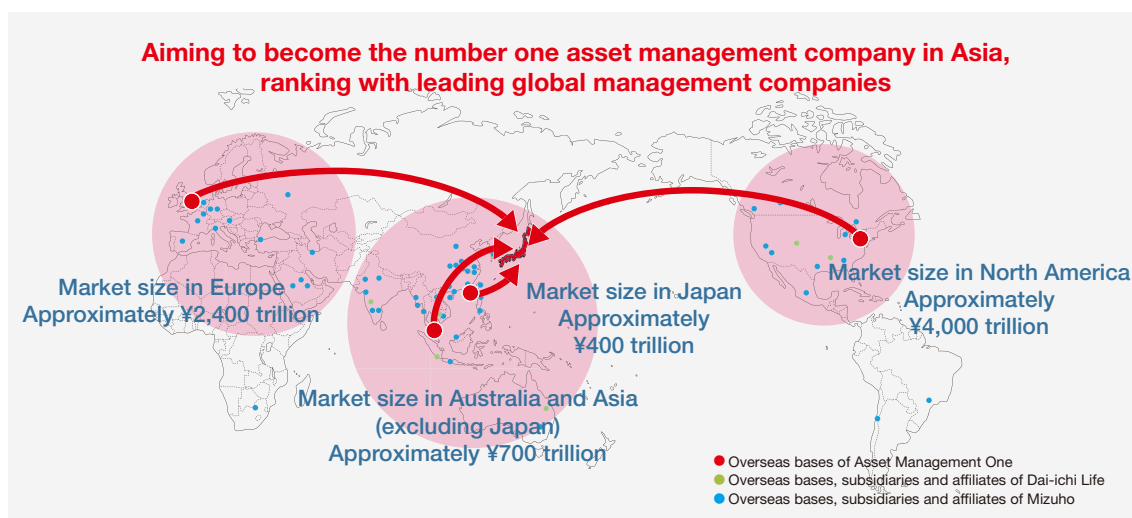 Aiming to become the number one asset management company in Asia,
ranking with leading global management companies
Market size in Europe
Approximately ¥2,400 trillion
Market size in Japan
Approximately
¥400 trillion
Market size in North America
Approximately
¥4,000 trillion
Market size in Australia and Asia
(excluding Japan)
Approximately ¥700 trillion
Overseas bases of Asset Management One
Overseas bases, subsidiaries and affiliates of Dai-ichi Life
Overseas bases, subsidiaries and affiliates of Mizuho